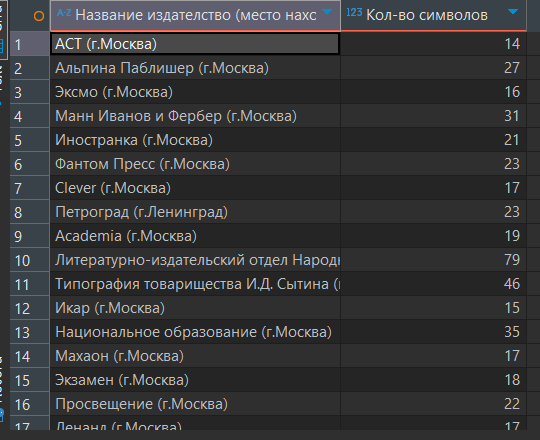 A-Z Название издательство (место нахо 123 Кол-во символов
1 АСТ (г.Москва) 14
2 Альпина Паблишер (г.Москва) 27
3 Эксмо (г.Москва) 16
4 Манн Иванов и Фербер (г.Москва) 31
5 Иностранка (г.Москва) 21
6 Фантом Пресс (г.Москва) 23
7 Clever (г.Москва) 17
8 Петроград (г.Ленинград) 23
9 Academia (г.Москва) 19
10 Литературно-издательский отдел Народн 79
11 Типография товарищества И.Д. Сытина (г 46
12 Икар (г.Москва) 15
13 Национальное образование (г.Москва) 35
14 Махаон (г.Москва) 17
15 Экзамен (г.Москва) 18
16 Просвещение (г.Москва) 22
17 Ленанд (г.Москва) 17